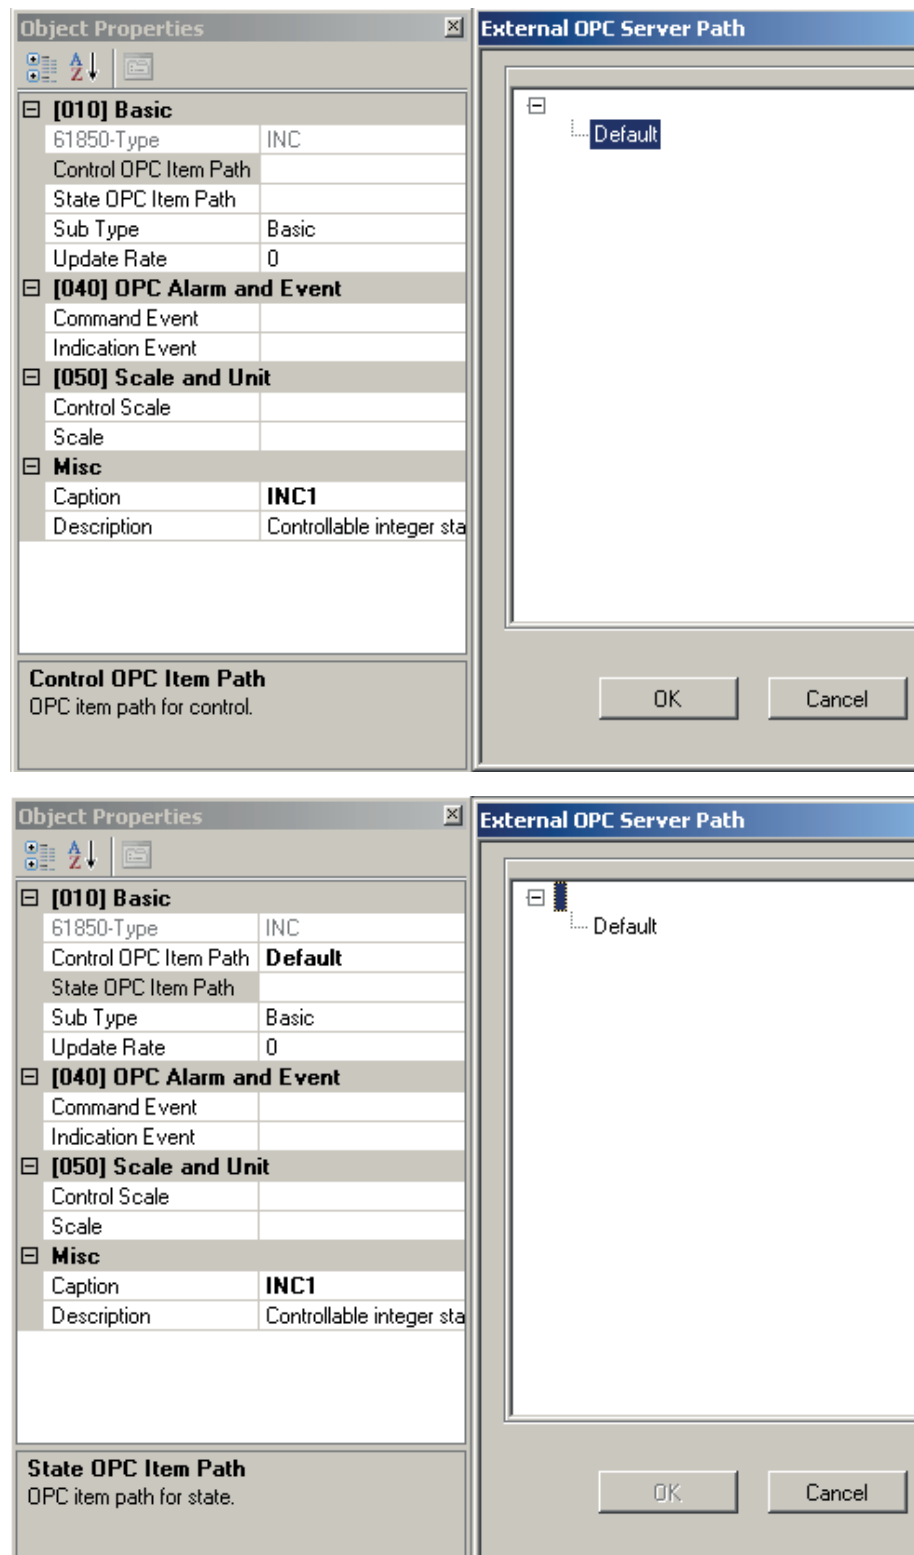 Object Properties
External OPC Server Path
[010] Basic
61850-Type INC
Control OPC Item Path
State OPC Item Path
Sub Type Basic
Update Rate 0
[040] OPC Alarm and Event
Command Event
Indication Event
[050] Scale and Unit
Control Scale
Scale
Misc
Caption INC1
Description Controllable integer sta
Control OPC Item Path
OPC item path for control.
Default
OK Cancel
Object Properties
External OPC Server Path
[010] Basic
61850-Type INC
Control OPC Item Path Default
State OPC Item Path
Sub Type Basic
Update Rate 0
[040] OPC Alarm and Event
Command Event
Indication Event
[050] Scale and Unit
Control Scale
Scale
Misc
Caption INC1
Description Controllable integer sta
State OPC Item Path
OPC item path for state.
Default
OK Cancel